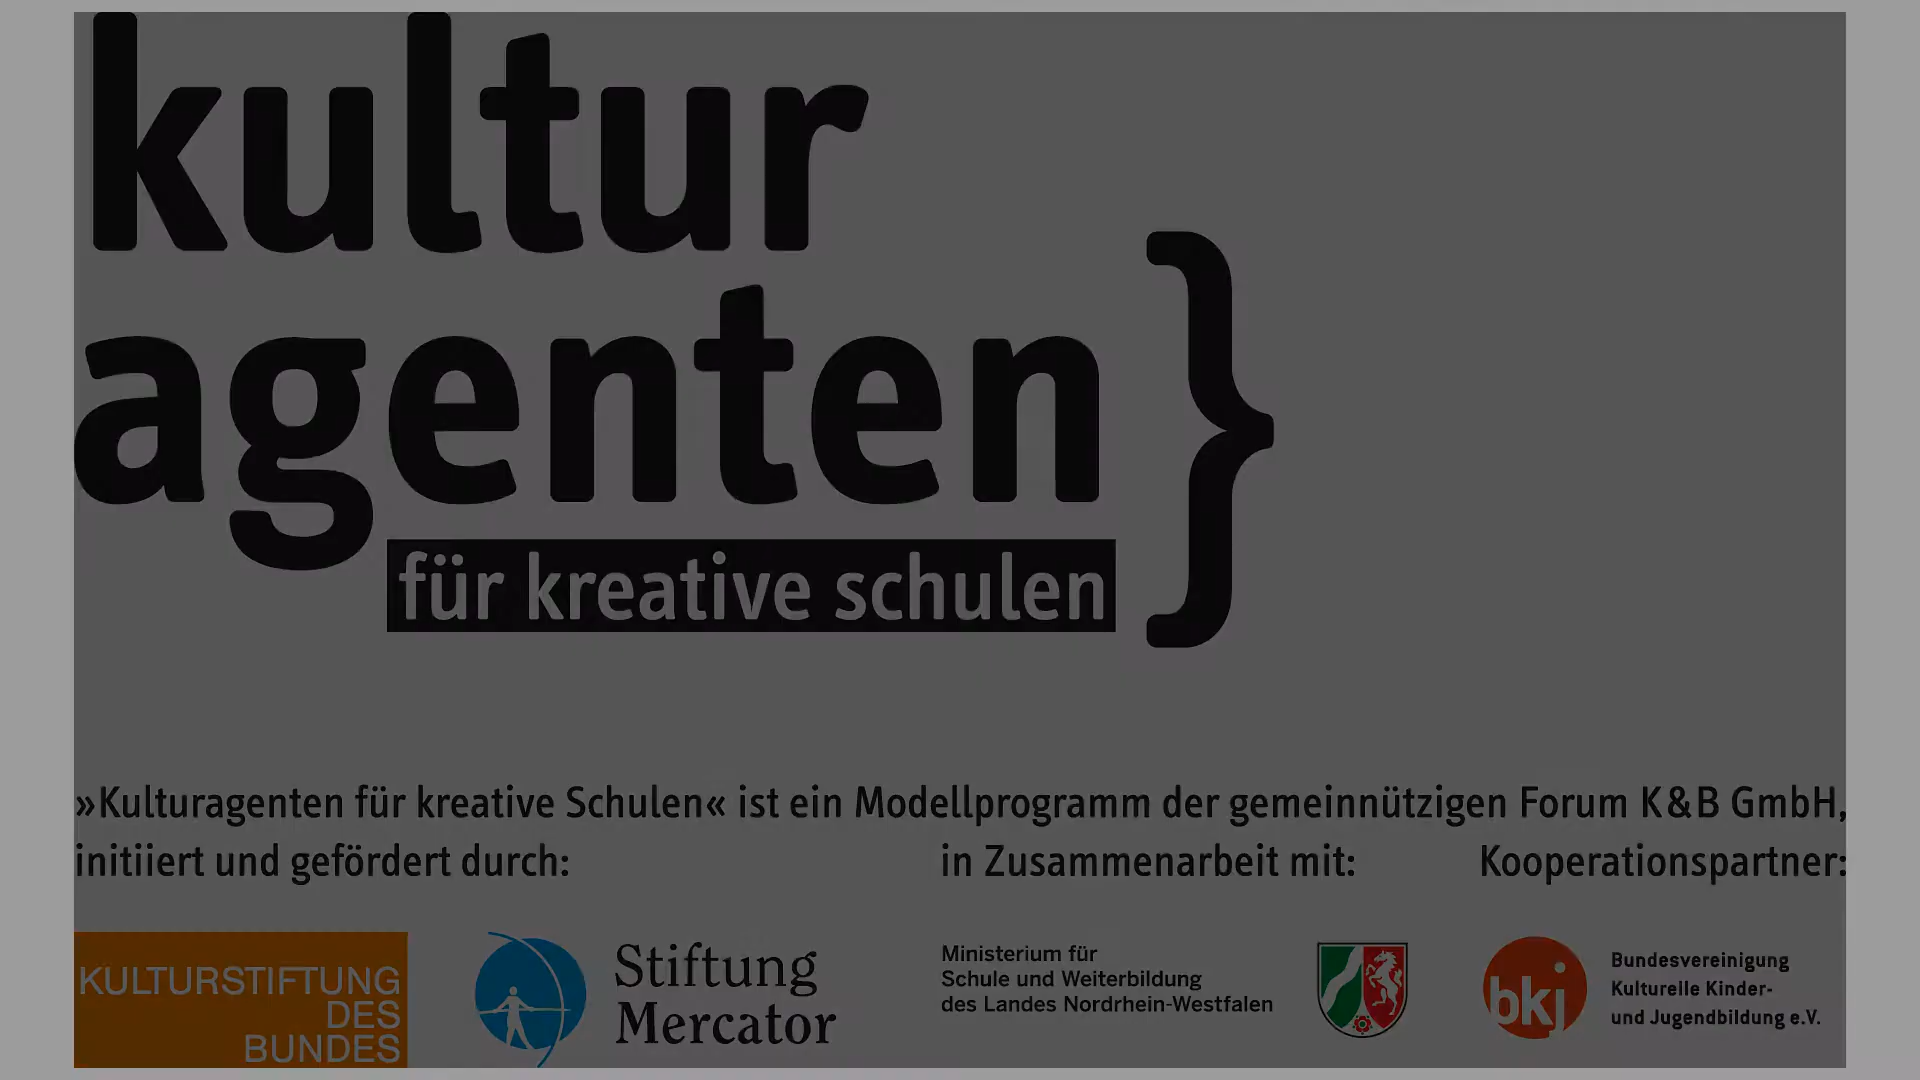 kultur
agenten}
für kreative schulen
»Kulturagenten für kreative Schulen« ist ein Modellprogramm der gemeinnützigen Forum K&B GmbH,
initiiert und gefördert durch: in Zusammenarbeit mit: Kooperationspartner:
KULTURSTIFTUNG
DES
BUNDES
Stiftung
Mercator
Ministerium für
Schule und Weiterbildung
des Landes Nordrhein-Westfalen
bkj
Bundesvereinigung
Kulturelle Kinder-
und Jugendbildung e.V.